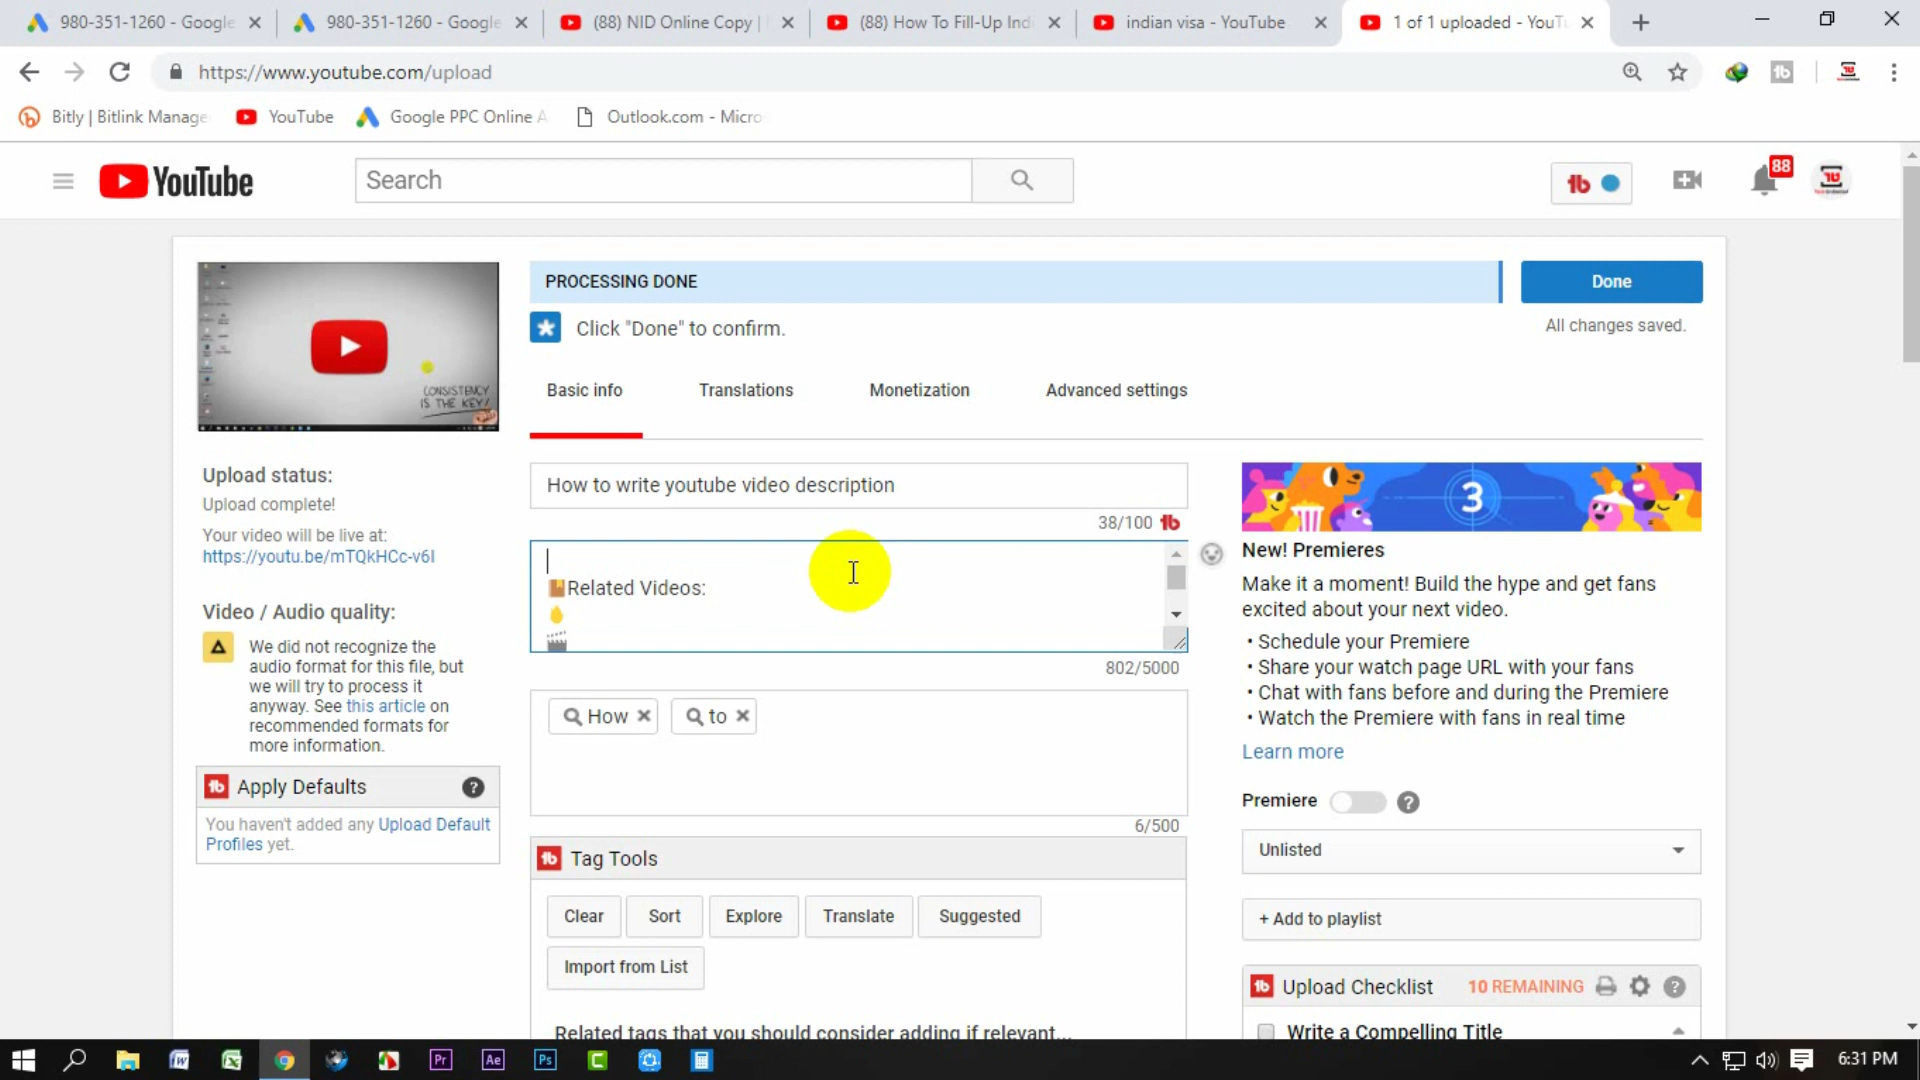 980-351-1260 - Google
980-351-1260 - Google
(88) NID Online Copy |
(88) How To Fill-Up Ind
indian visa - YouTube
1 of 1 uploaded - YouTu
https://www.youtube.com/upload
Bitly | Bitlink Manage
YouTube
Google PPC Online A
Outlook.com - Micro
YouTube
Search
88
PROCESSING DONE
Done
Click "Done" to confirm.
All changes saved.
CONSISTENCY
IS THE KEY!
Basic info
Translations
Monetization
Advanced settings
Upload status:
Upload complete!
Your video will be live at:
https://youtu.be/mTQkHCc-v6I
Video / Audio quality:
We did not recognize the
audio format for this file, but
we will try to process it
anyway. See this article on
recommended formats for
more information.
Apply Defaults
You haven't added any Upload Default
Profiles yet.
How to write youtube video description
38/100
Related Videos:
802/5000
How
to
6/500
Tag Tools
Clear
Sort
Explore
Translate
Suggested
Import from List
Related tags that you should consider adding if relevant...
3
New! Premieres
Make it a moment! Build the hype and get fans
excited about your next video.
• Schedule your Premiere
• Share your watch page URL with your fans
• Chat with fans before and during the Premiere
• Watch the Premiere with fans in real time
Learn more
Premiere
Unlisted
+ Add to playlist
Upload Checklist
10 REMAINING
Write a Compelling Title
Pr
Ae
Ps
6:31 PM